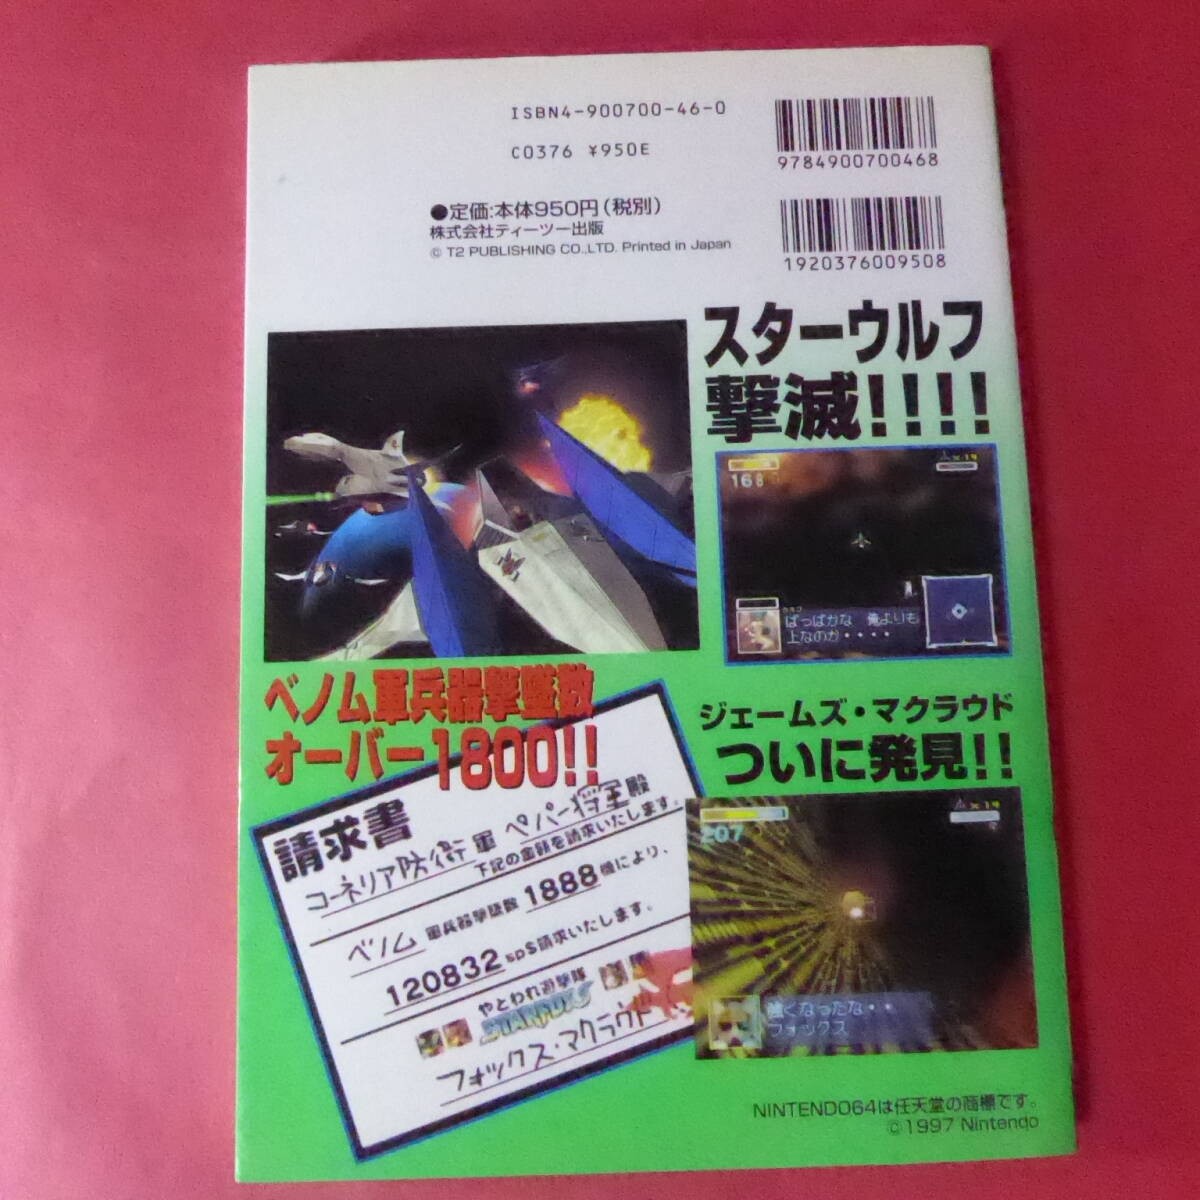 ISBN4-900700-46-0
C0376 ¥950E
9784900700468
●定価:本体950円(税別)
株式会社ティーツー出版
© T2 PUBLISHING CO.,LTD. Printed in Japan
1920376009508
スターウルフ
撃滅!!!!
168
×19
ばっばかな 俺よりも
上なのか・・・・
ベノム軍兵器撃墜数
オーバー1800!!
ジェームズ・マクラウド
ついに発見!!
請求書
コーネリア防衛軍 ペパー将軍殿
下記の金額を請求いたします。
ベノム 軍兵器撃墜数 1888 機により、
120832 SD$請求いたします。
やとわれ遊撃隊
STARFOX
フォックス・マクラウド
207
×19
強くなったな・・
フォックス
NINTENDO64は任天堂の商標です。
©1997 Nintendo